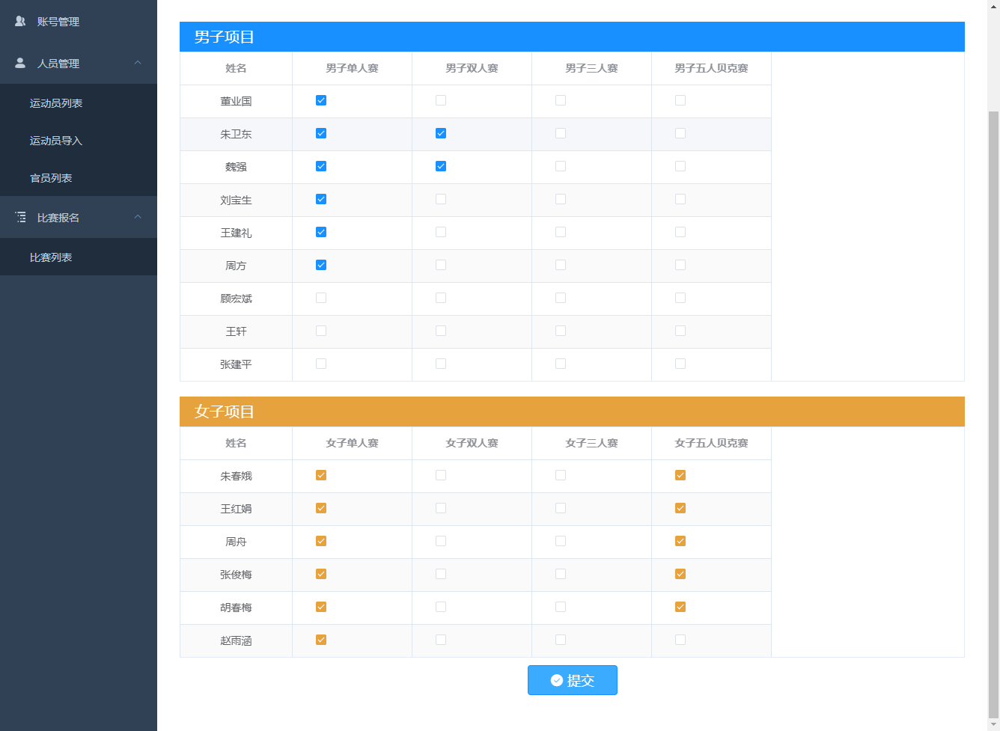 账号管理
人员管理
运动员列表
运动员导入
官员列表
比赛报名
比赛列表
男子项目
姓名 男子单人赛 男子双人赛 男子三人赛 男子五人贝克赛
董业国
朱卫东
魏强
刘宝生
王建礼
周方
顾宏斌
王轩
张建平
女子项目
姓名 女子单人赛 女子双人赛 女子三人赛 女子五人贝克赛
朱春娥
王红娟
周舟
张俊梅
胡春梅
赵雨涵
提交